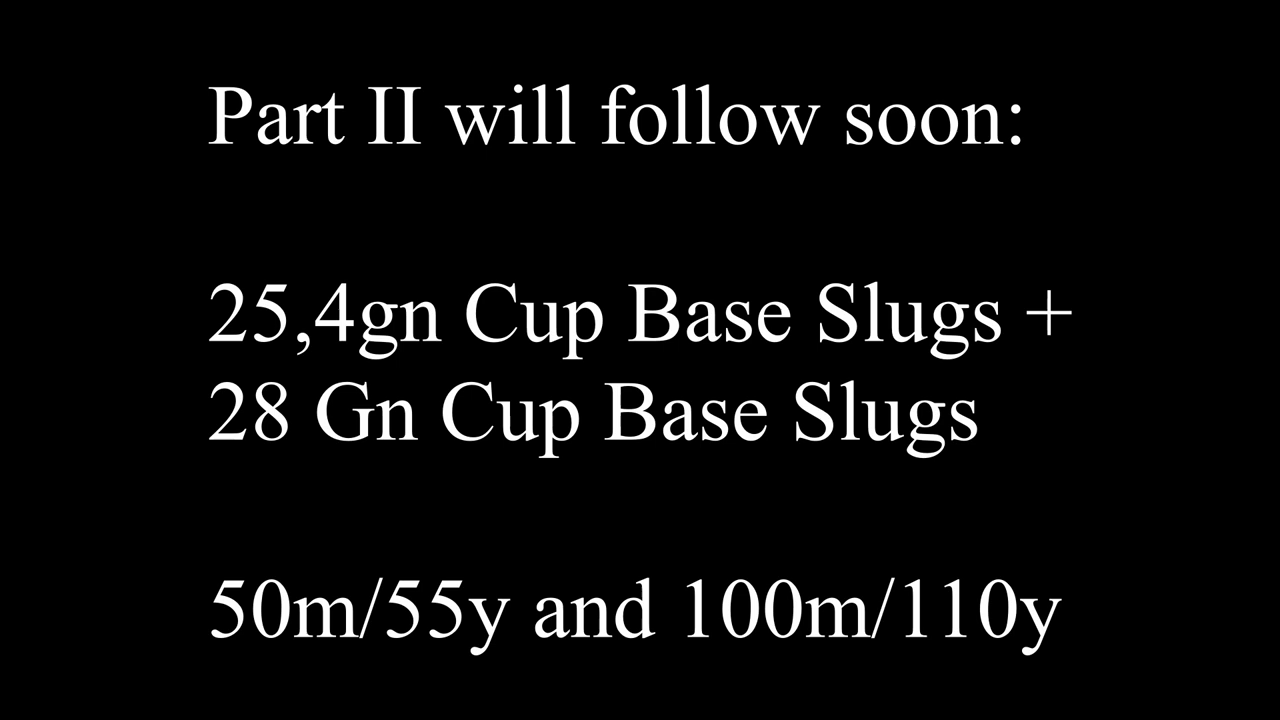 Part II will follow soon:
25,4gn Cup Base Slugs +
28 Gn Cup Base Slugs
50m/55y and 100m/110y